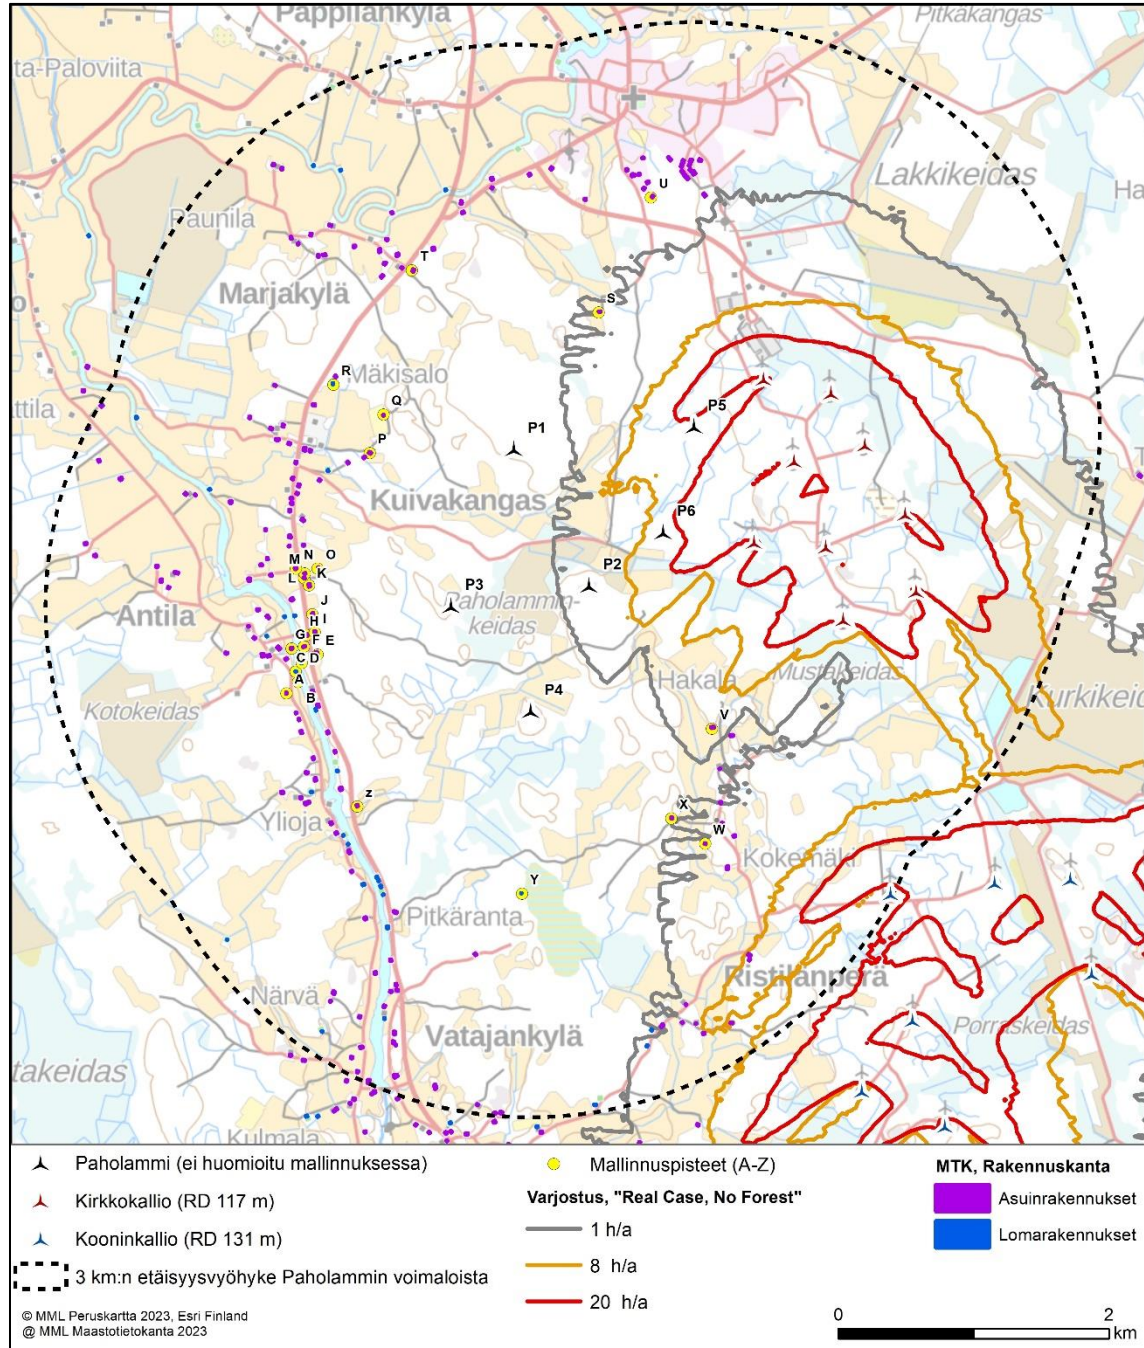 Pappilankylä
Pitkäkangas
ta-Paloviita
Lakkikeidas
Ha
U
Paunila
T
Marjakylä
o
S
R
Mäkisalo
Q
P5
ttila
P1
P
T
Kuivakangas
P6
N
O
M
K
L
P2
P3
Paholammin-
keidas
J
Antila
H
I
G
F
E
C
D
Hakala
Mustakeidas
A
B
P4
Kotokeidas
Kurkikeid
V
Z
X
Ylioja
W
Kokemäki
Y
Pitkäranta
Ristilänperä
Närvä
Vatajankylä
Porraskeidas
takeidas
Kulmala
Paholammi (ei huomioitu mallinnuksessa)
Kirkkokallio (RD 117 m)
Kooninkallio (RD 131 m)
3 km:n etäisyysvyöhyke Paholammin voimaloista
© MML Peruskartta 2023, Esri Finland
@ MML Maastotietokanta 2023
Mallinnuspisteet (A-Z)
Varjostus, "Real Case, No Forest"
1 h/a
8 h/a
20 h/a
MTK, Rakennuskanta
Asuinrakennukset
Lomarakennukset
0
2
km